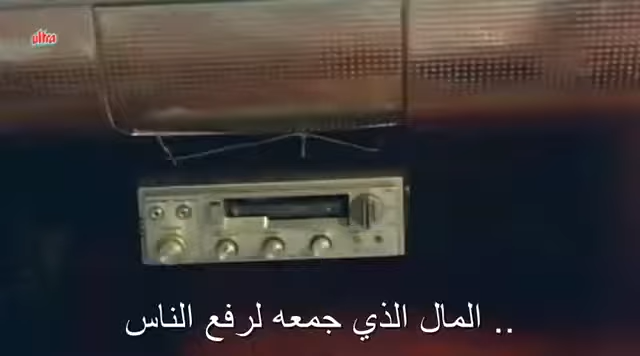 ultra
.. المال الذي جمعه لرفع الناس